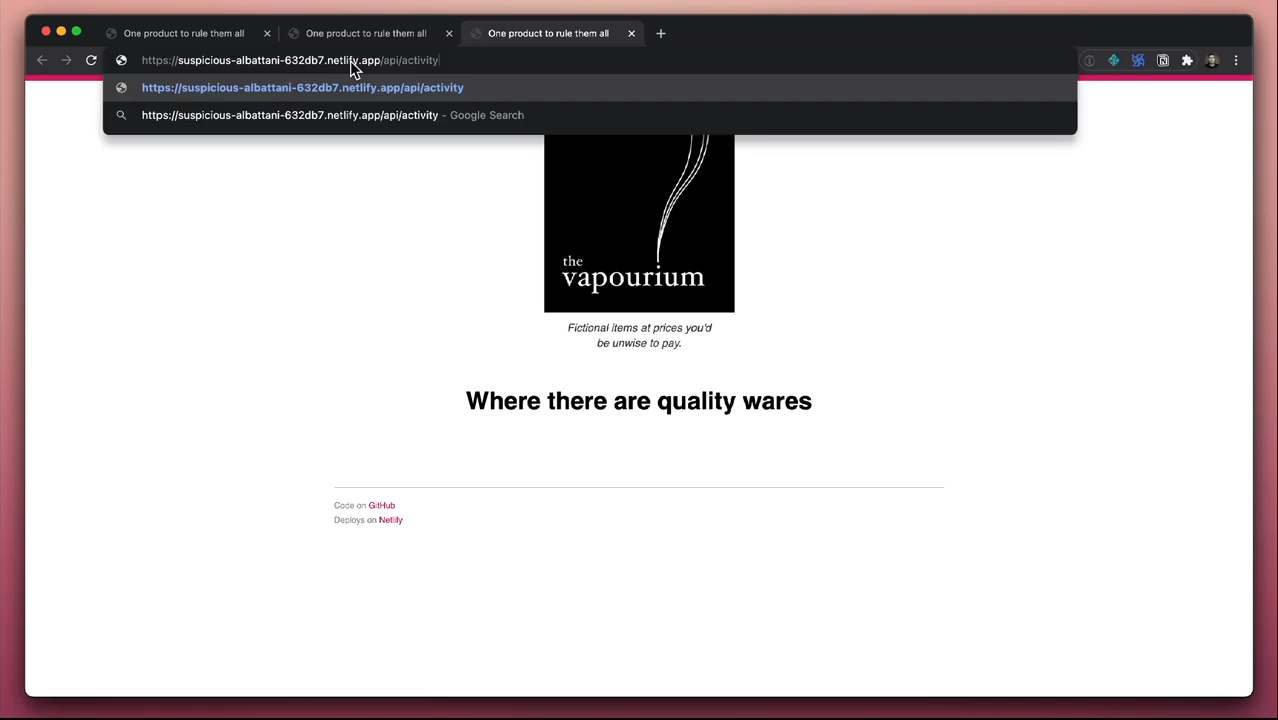 One product to rule them all
One product to rule them all
One product to rule them all
https://suspicious-albattani-632db7.netlify.app/api/activity
https://suspicious-albattani-632db7.netlify.app/api/activity
https://suspicious-albattani-632db7.netlify.app/api/activity - Google Search
the
vapourium
Fictional items at prices you'd
be unwise to pay.
Where there are quality wares
Code on GitHub
Deploys on Netlify